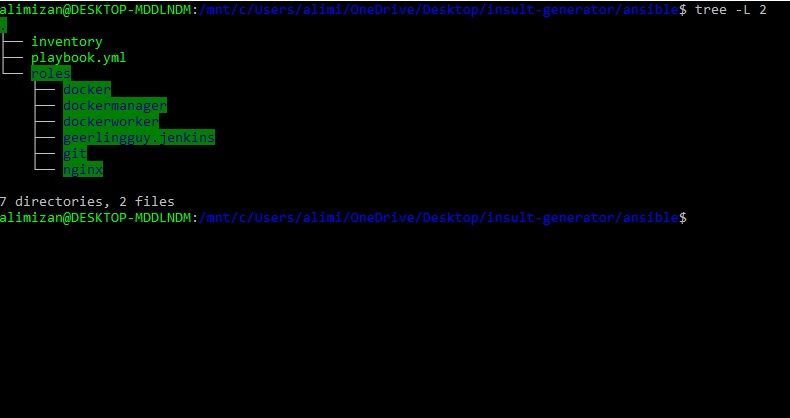 alimizan@DESKTOP-MDDLNDM:/mnt/c/Users/alimi/OneDrive/Desktop/insult-generator/ansible$ tree -L 2
.
├── inventory
├── playbook.yml
└── roles
    ├── docker
    ├── dockermanager
    ├── dockerworker
    ├── geerlingguy.jenkins
    ├── git
    └── nginx
7 directories, 2 files
alimizan@DESKTOP-MDDLNDM:/mnt/c/Users/alimi/OneDrive/Desktop/insult-generator/ansible$